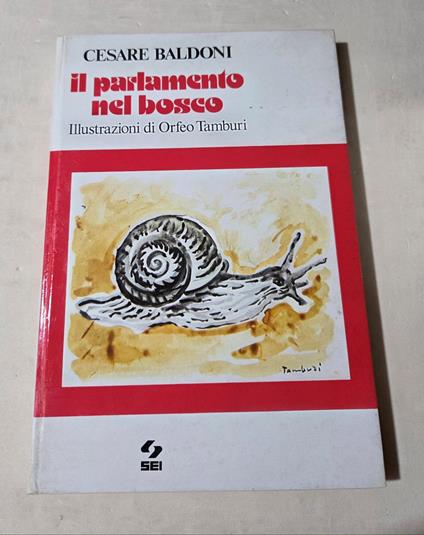 CESARE BALDONI
il parlamento
nel bosco
Illustrazioni di Orfeo Tamburi
Tamburi
SEI